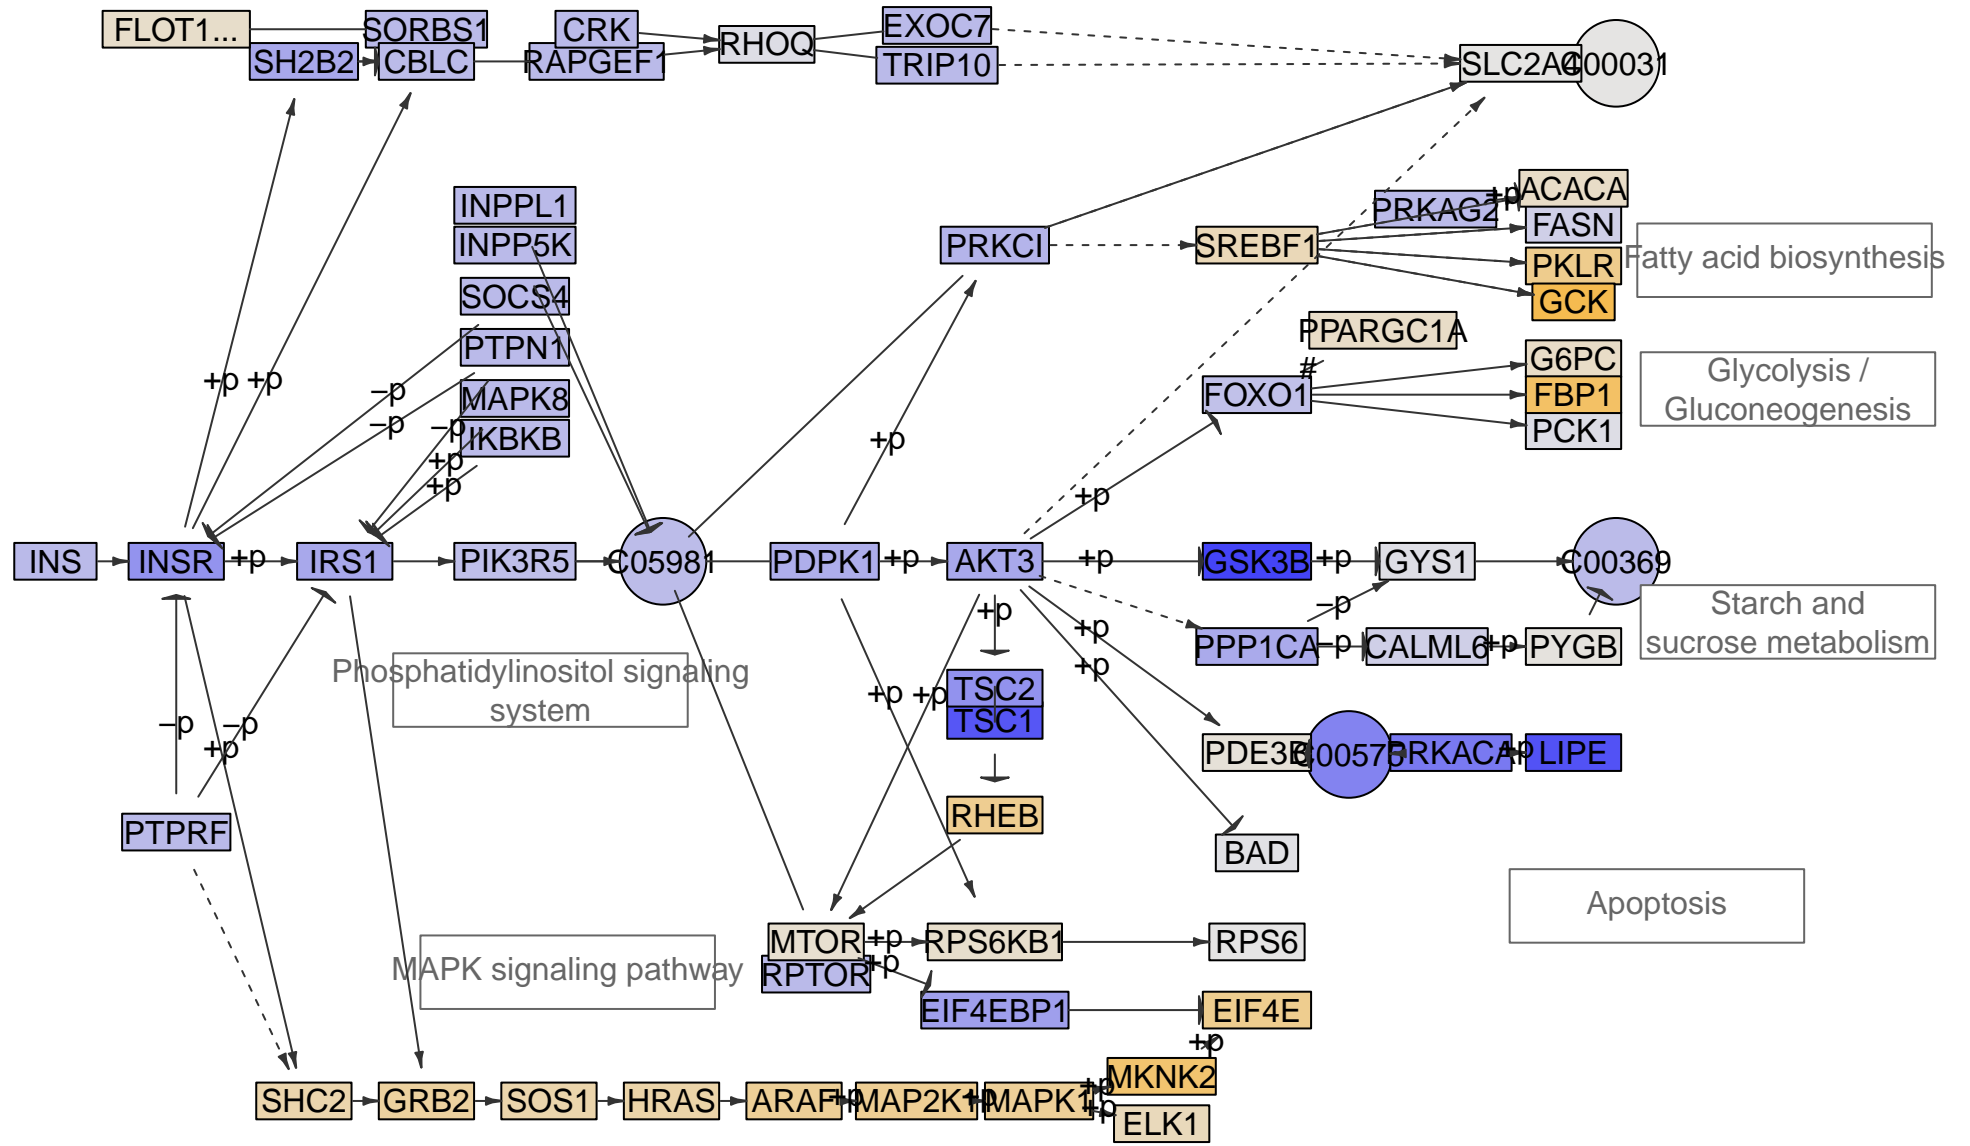 FLOT1...
SORBS1
CRK
EXOC7
RHOQ
SH2B2
CBLC
RAPGEF1
TRIP10
SLC2A4
C00031
INPPL1
PRKAG2
+p
ACACA
INPP5K
PRKCI
SREBF1
FASN
Fatty acid biosynthesis
PKLR
SOCS4
GCK
PTPN1
PPARGC1A
G6PC
Glycolysis /
Gluconeogenesis
#
+p
+p
−p
MAPK8
FOXO1
FBP1
−p
−p
IKBKB
+p
PCK1
+p
+p
+p
INS
INSR
+p
IRS1
PIK3R5
C05981
PDPK1
+p
AKT3
+p
GSK3B
+p
GYS1
C00369
+p
−p
Starch and
sucrose metabolism
+p
PPP1CA
−p
CALML6
+p
PYGB
Phosphatidylinositol signaling
system
+p
+p
+p
TSC2
TSC1
−p
−p
+p
PDE3B
C00575
PRKACA
+p
LIPE
PTPRF
RHEB
BAD
Apoptosis
MTOR
+p
RPS6KB1
RPS6
MAPK signaling pathway
RPTOR
+p
EIF4EBP1
EIF4E
+p
MKNK2
+p
SHC2
GRB2
SOS1
HRAS
ARAF
+p
MAP2K1
+p
MAPK1
+p
ELK1